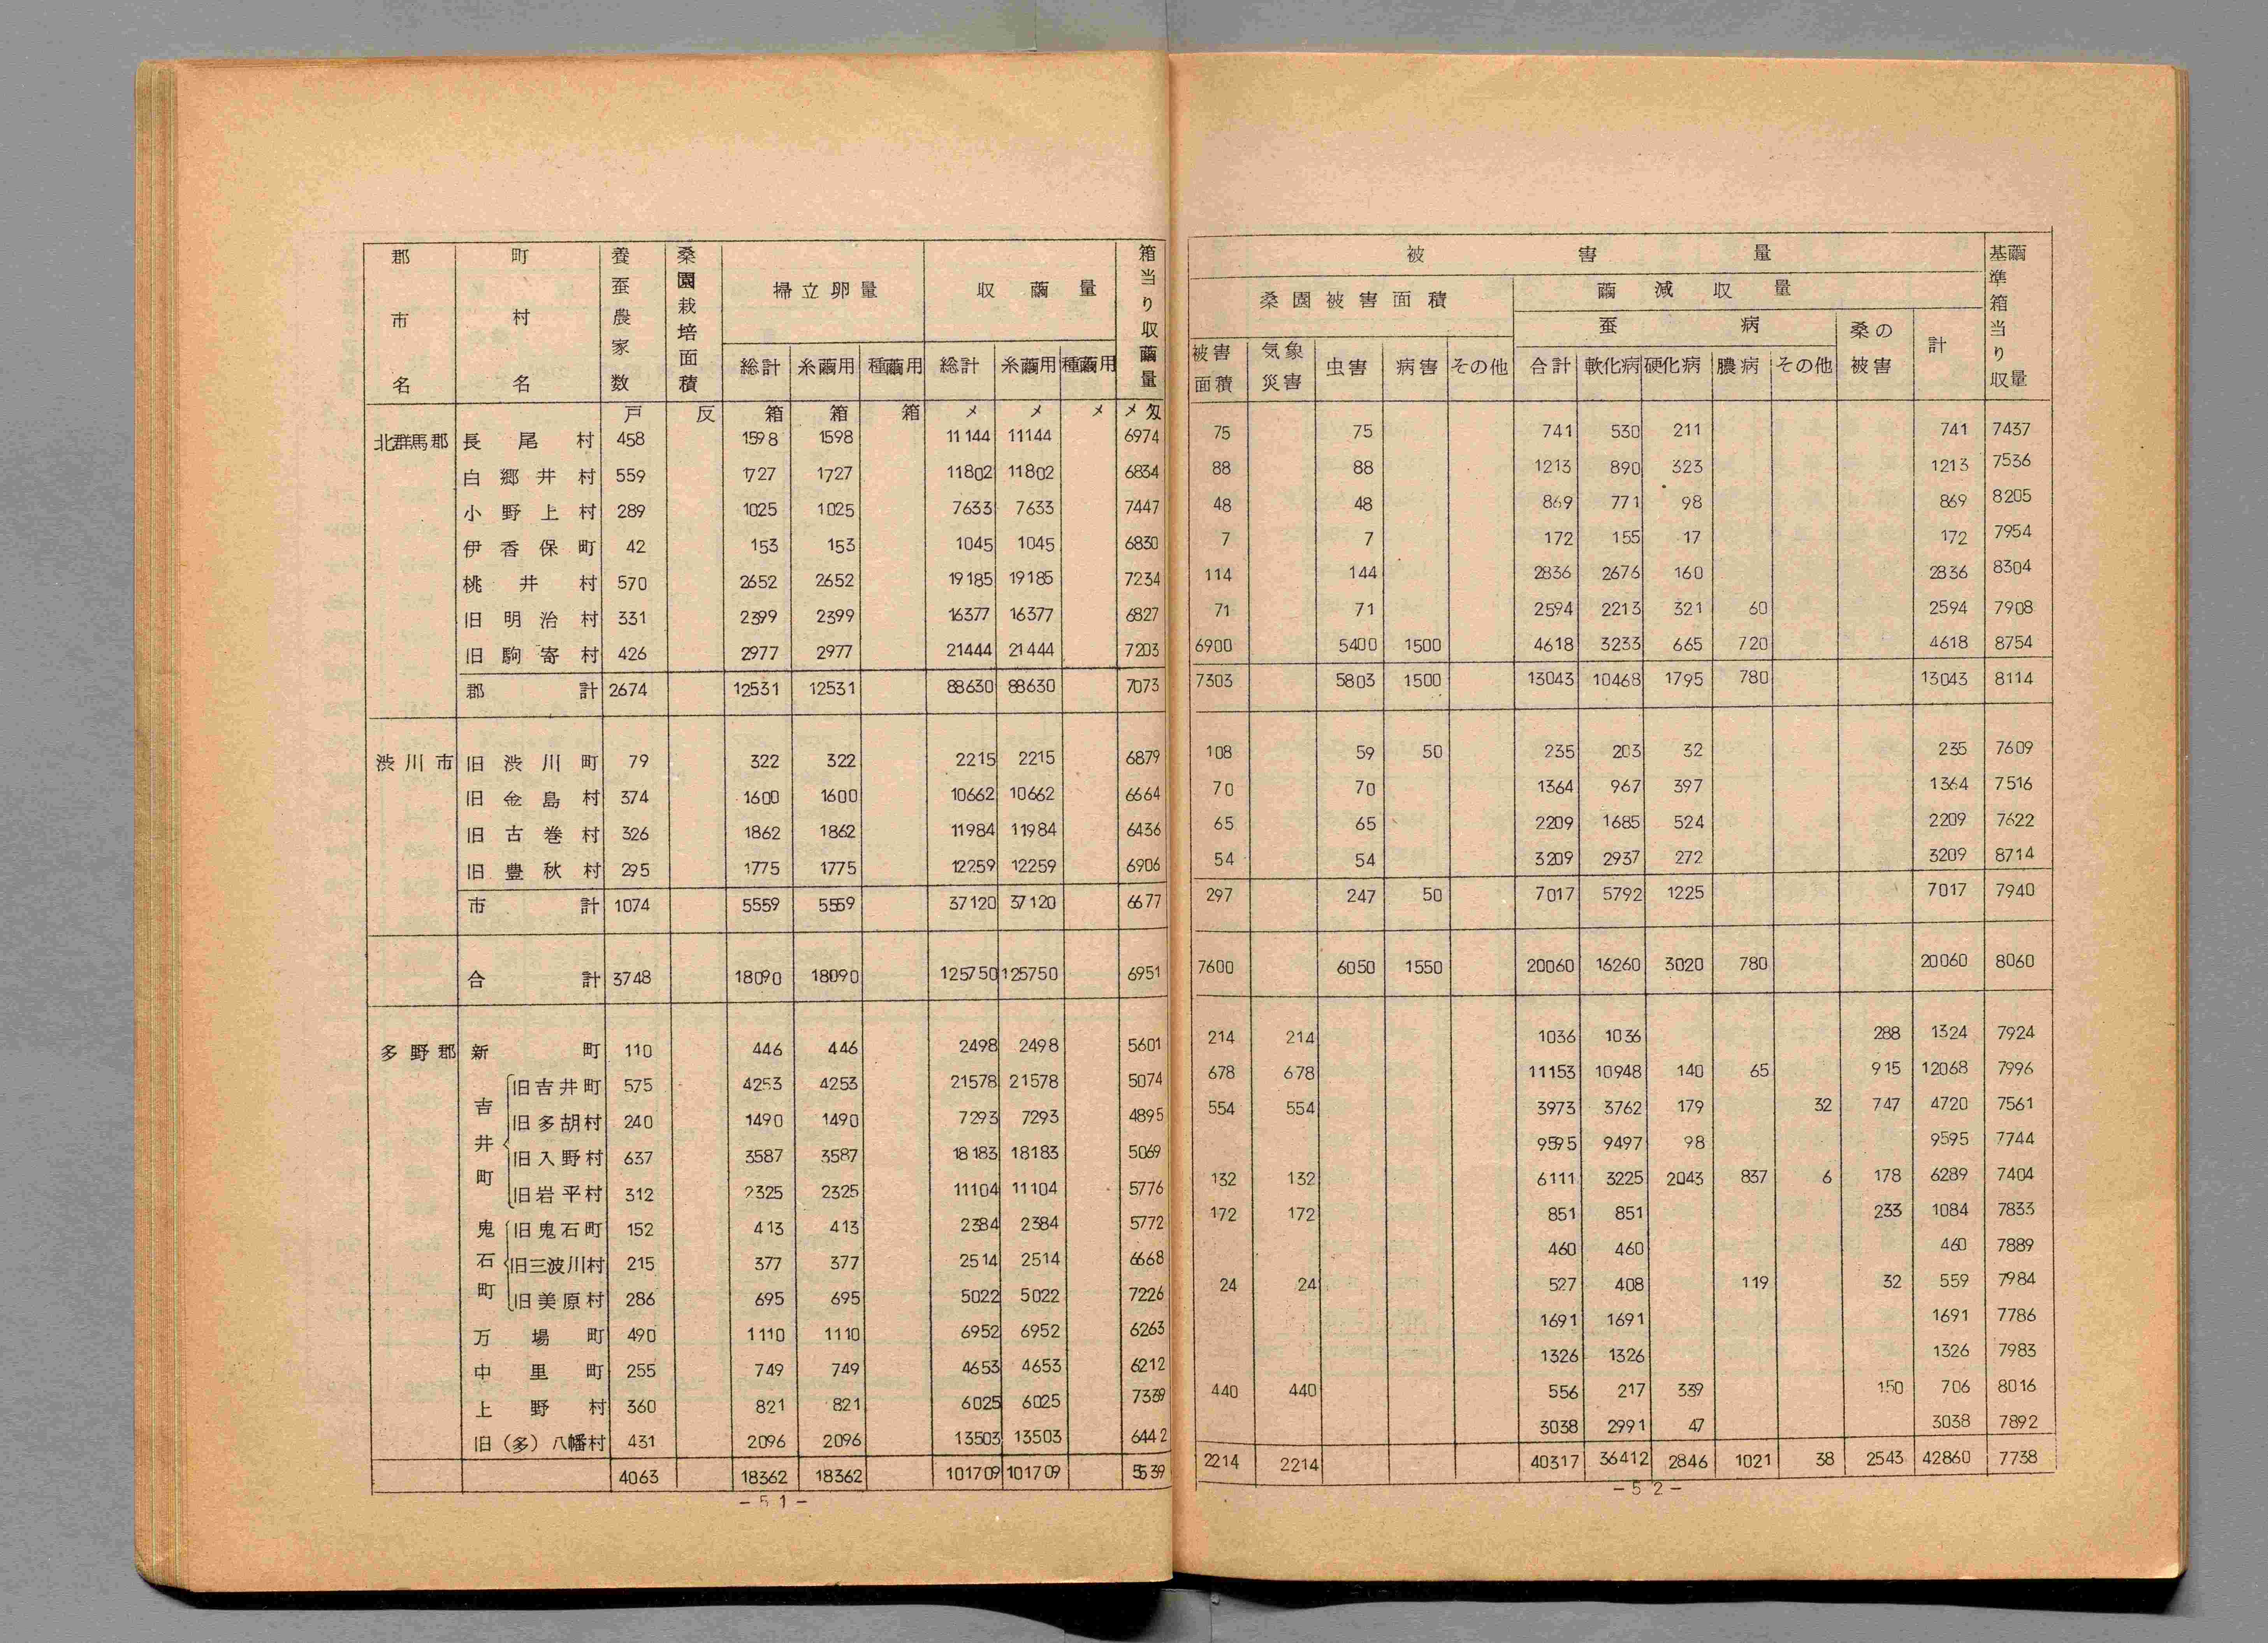 郡市名 町村名 養蚕農家数 桑園栽培面積 掃立卵量 収繭量 箱当り収繭量
総計 糸繭用 種繭用 総計 糸繭用 種繭用
戸 反 箱 箱 箱 メ メ メ メ匁
北群馬郡 長尾村 458 1598 1598 11144 11144 6974
白郷井村 559 1727 1727 11802 11802 6834
小野上村 289 1025 1025 7633 7633 7447
伊香保町 42 153 153 1045 1045 6830
桃井村 570 2652 2652 19185 19185 7234
旧明治村 331 2399 2399 16377 16377 6827
旧駒寄村 426 2977 2977 21444 21444 7203
郡計 2674 12531 12531 88630 88630 7073
渋川市 旧渋川町 79 322 322 2215 2215 6879
旧金島村 374 1600 1600 10662 10662 6664
旧古巻村 326 1862 1862 11984 11984 6436
旧豊秋村 295 1775 1775 12259 12259 6906
市計 1074 5559 5559 37120 37120 6677
合計 3748 18090 18090 125750 125750 6951
多野郡 新町 110 446 446 2498 2498 5601
吉井町 旧吉井町 575 4253 4253 21578 21578 5074
旧多胡村 240 1490 1490 7293 7293 4895
旧入野村 637 3587 3587 18183 18183 5069
旧岩平村 312 2325 2325 11104 11104 5776
鬼石町 旧鬼石町 152 413 413 2384 2384 5772
旧三波川村 215 377 377 2514 2514 6668
旧美原村 286 695 695 5022 5022 7226
万場町 490 1110 1110 6952 6952 6263
中里町 255 749 749 4653 4653 6212
上野村 360 821 821 6025 6025 7339
旧(多)八幡村 431 2096 2096 13503 13503 6442
4063 18362 18362 101709 101709 5539
-51-
被害量 基準箱当り収繭量
桑園被害面積 繭減収量
蚕病 桑の被害 計
被害面積 気象災害 虫害 病害 その他 合計 軟化病 硬化病 膿病 その他
75 75 741 530 211 741 7437
88 88 1213 890 323 1213 7536
48 48 869 771 98 869 8205
7 7 172 155 17 172 7954
114 144 2836 2676 160 2836 8304
71 71 2594 2213 321 60 2594 7908
6900 5400 1500 4618 3233 665 720 4618 8754
7303 5803 1500 13043 10468 1795 780 13043 8114
108 59 50 235 203 32 235 7609
70 70 1364 967 397 1364 7516
65 65 2209 1685 524 2209 7622
54 54 3209 2937 272 3209 8714
297 247 50 7017 5792 1225 7017 7940
7600 6050 1550 20060 16260 3020 780 20060 8060
214 214 1036 1036 288 1324 7924
678 678 11153 10948 140 65 915 12068 7996
554 554 3973 3762 179 32 747 4720 7561
9595 9497 98 9595 7744
132 132 6111 3225 2043 837 6 178 6289 7404
172 172 851 851 233 1084 7833
460 460 460 7889
24 24 527 408 119 32 559 7984
1691 1691 1691 7786
1326 1326 1326 7983
440 440 556 217 339 150 706 8016
3038 2991 47 3038 7892
2214 2214 40317 36412 2846 1021 38 2543 42860 7738
-52-